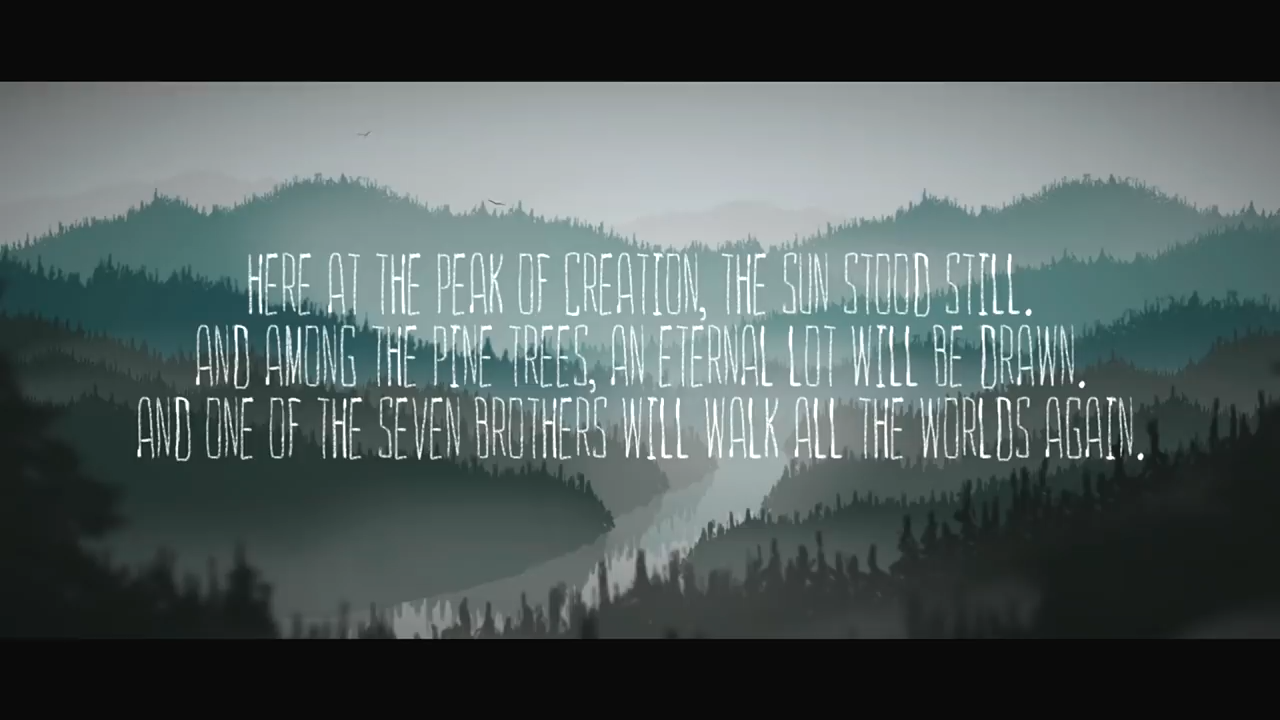 HERE AT THE PEAK OF CREATION, THE SUN STOOD STILL.
AND AMONG THE PINE TREES, AN ETERNAL LOT WILL BE DRAWN.
AND ONE OF THE SEVEN BROTHERS WILL WALK ALL THE WORLDS AGAIN.